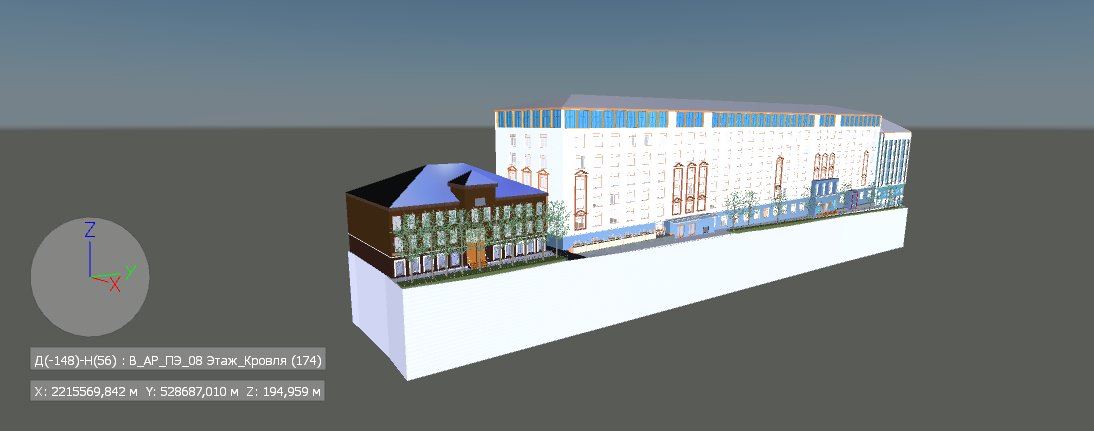 Z
Y
X
Д(-148)-Н(56) : В_АР_ПЭ_08 Этаж_Кровля (174)
X: 2215569,842 м Y: 528687,010 м Z: 194,959 м